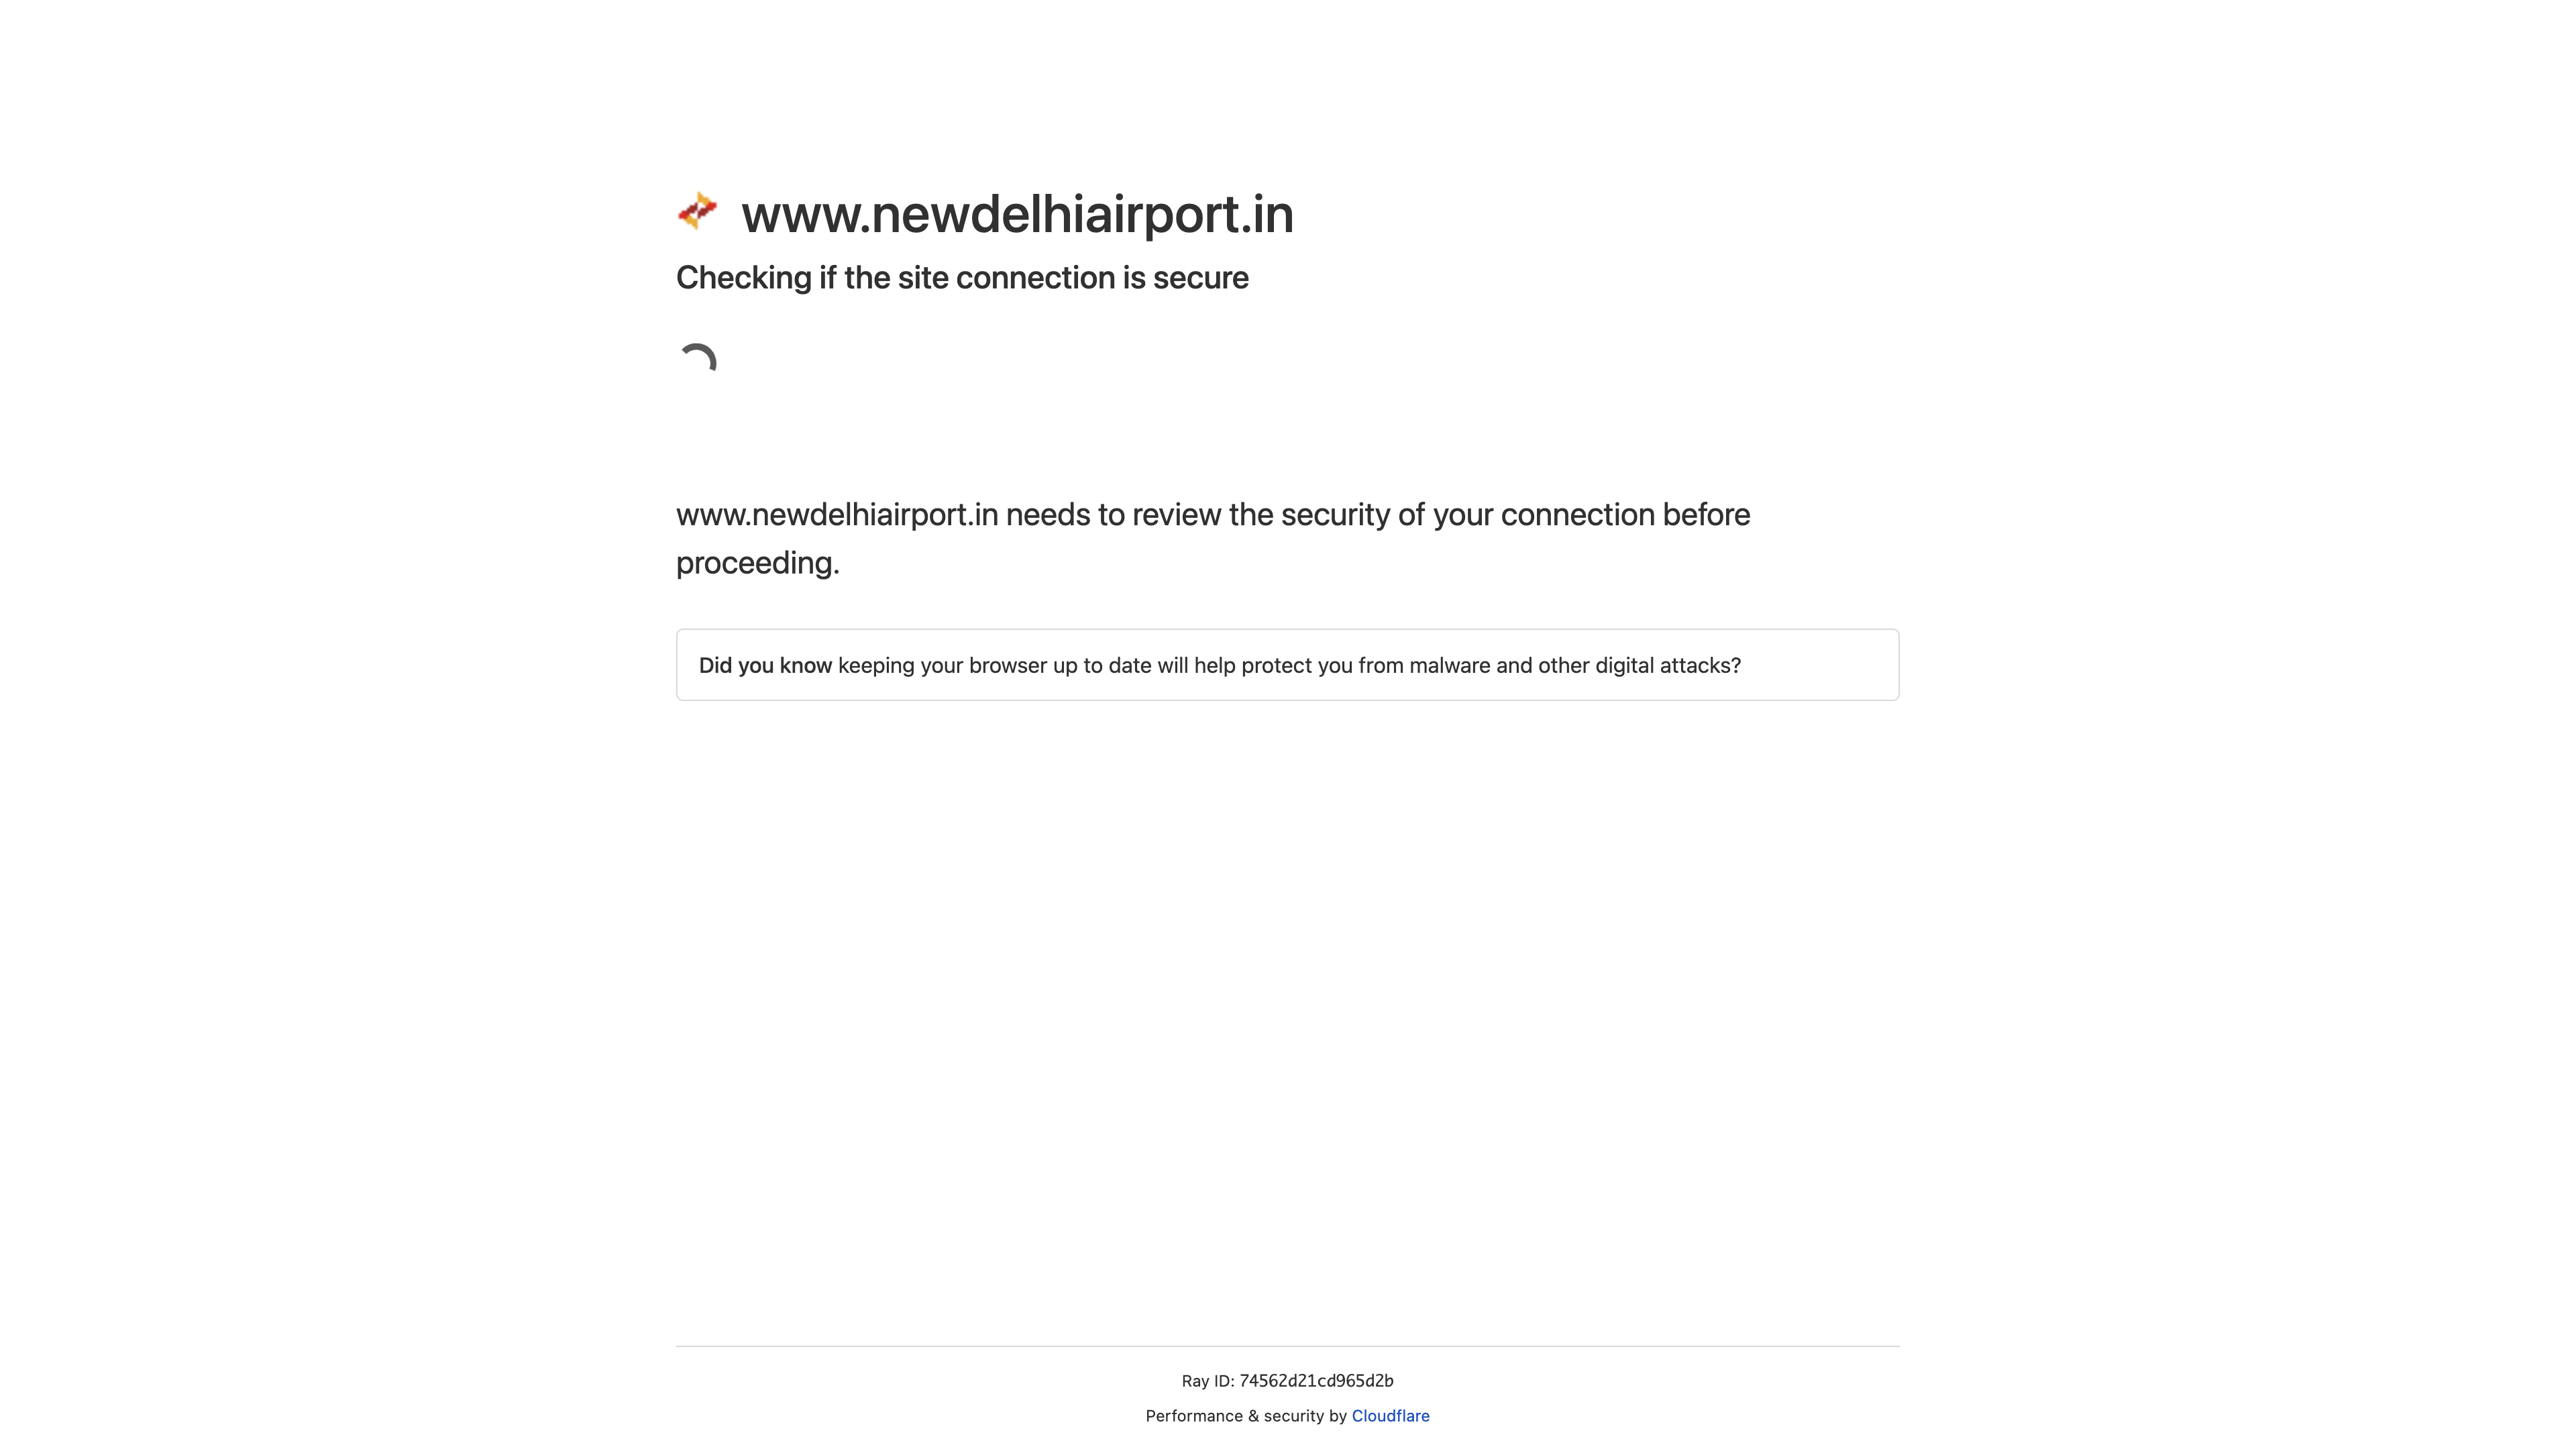 www.newdelhiairport.in
Checking if the site connection is secure
www.newdelhiairport.in needs to review the security of your connection before
proceeding.
Did you know keeping your browser up to date will help protect you from malware and other digital attacks?
Ray ID: 74562d21cd965d2b
Performance & security by Cloudflare